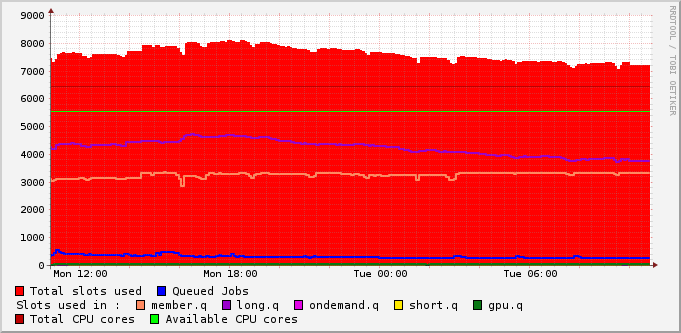 9000
8000
7000
6000
5000
4000
3000
2000
1000
0
Mon 12:00 Mon 18:00 Tue 00:00 Tue 06:00
RRDTOOL / TOBI OETIKER
Total slots used Queued Jobs
Slots used in : member.q long.q ondemand.q short.q gpu.q
Total CPU cores Available CPU cores